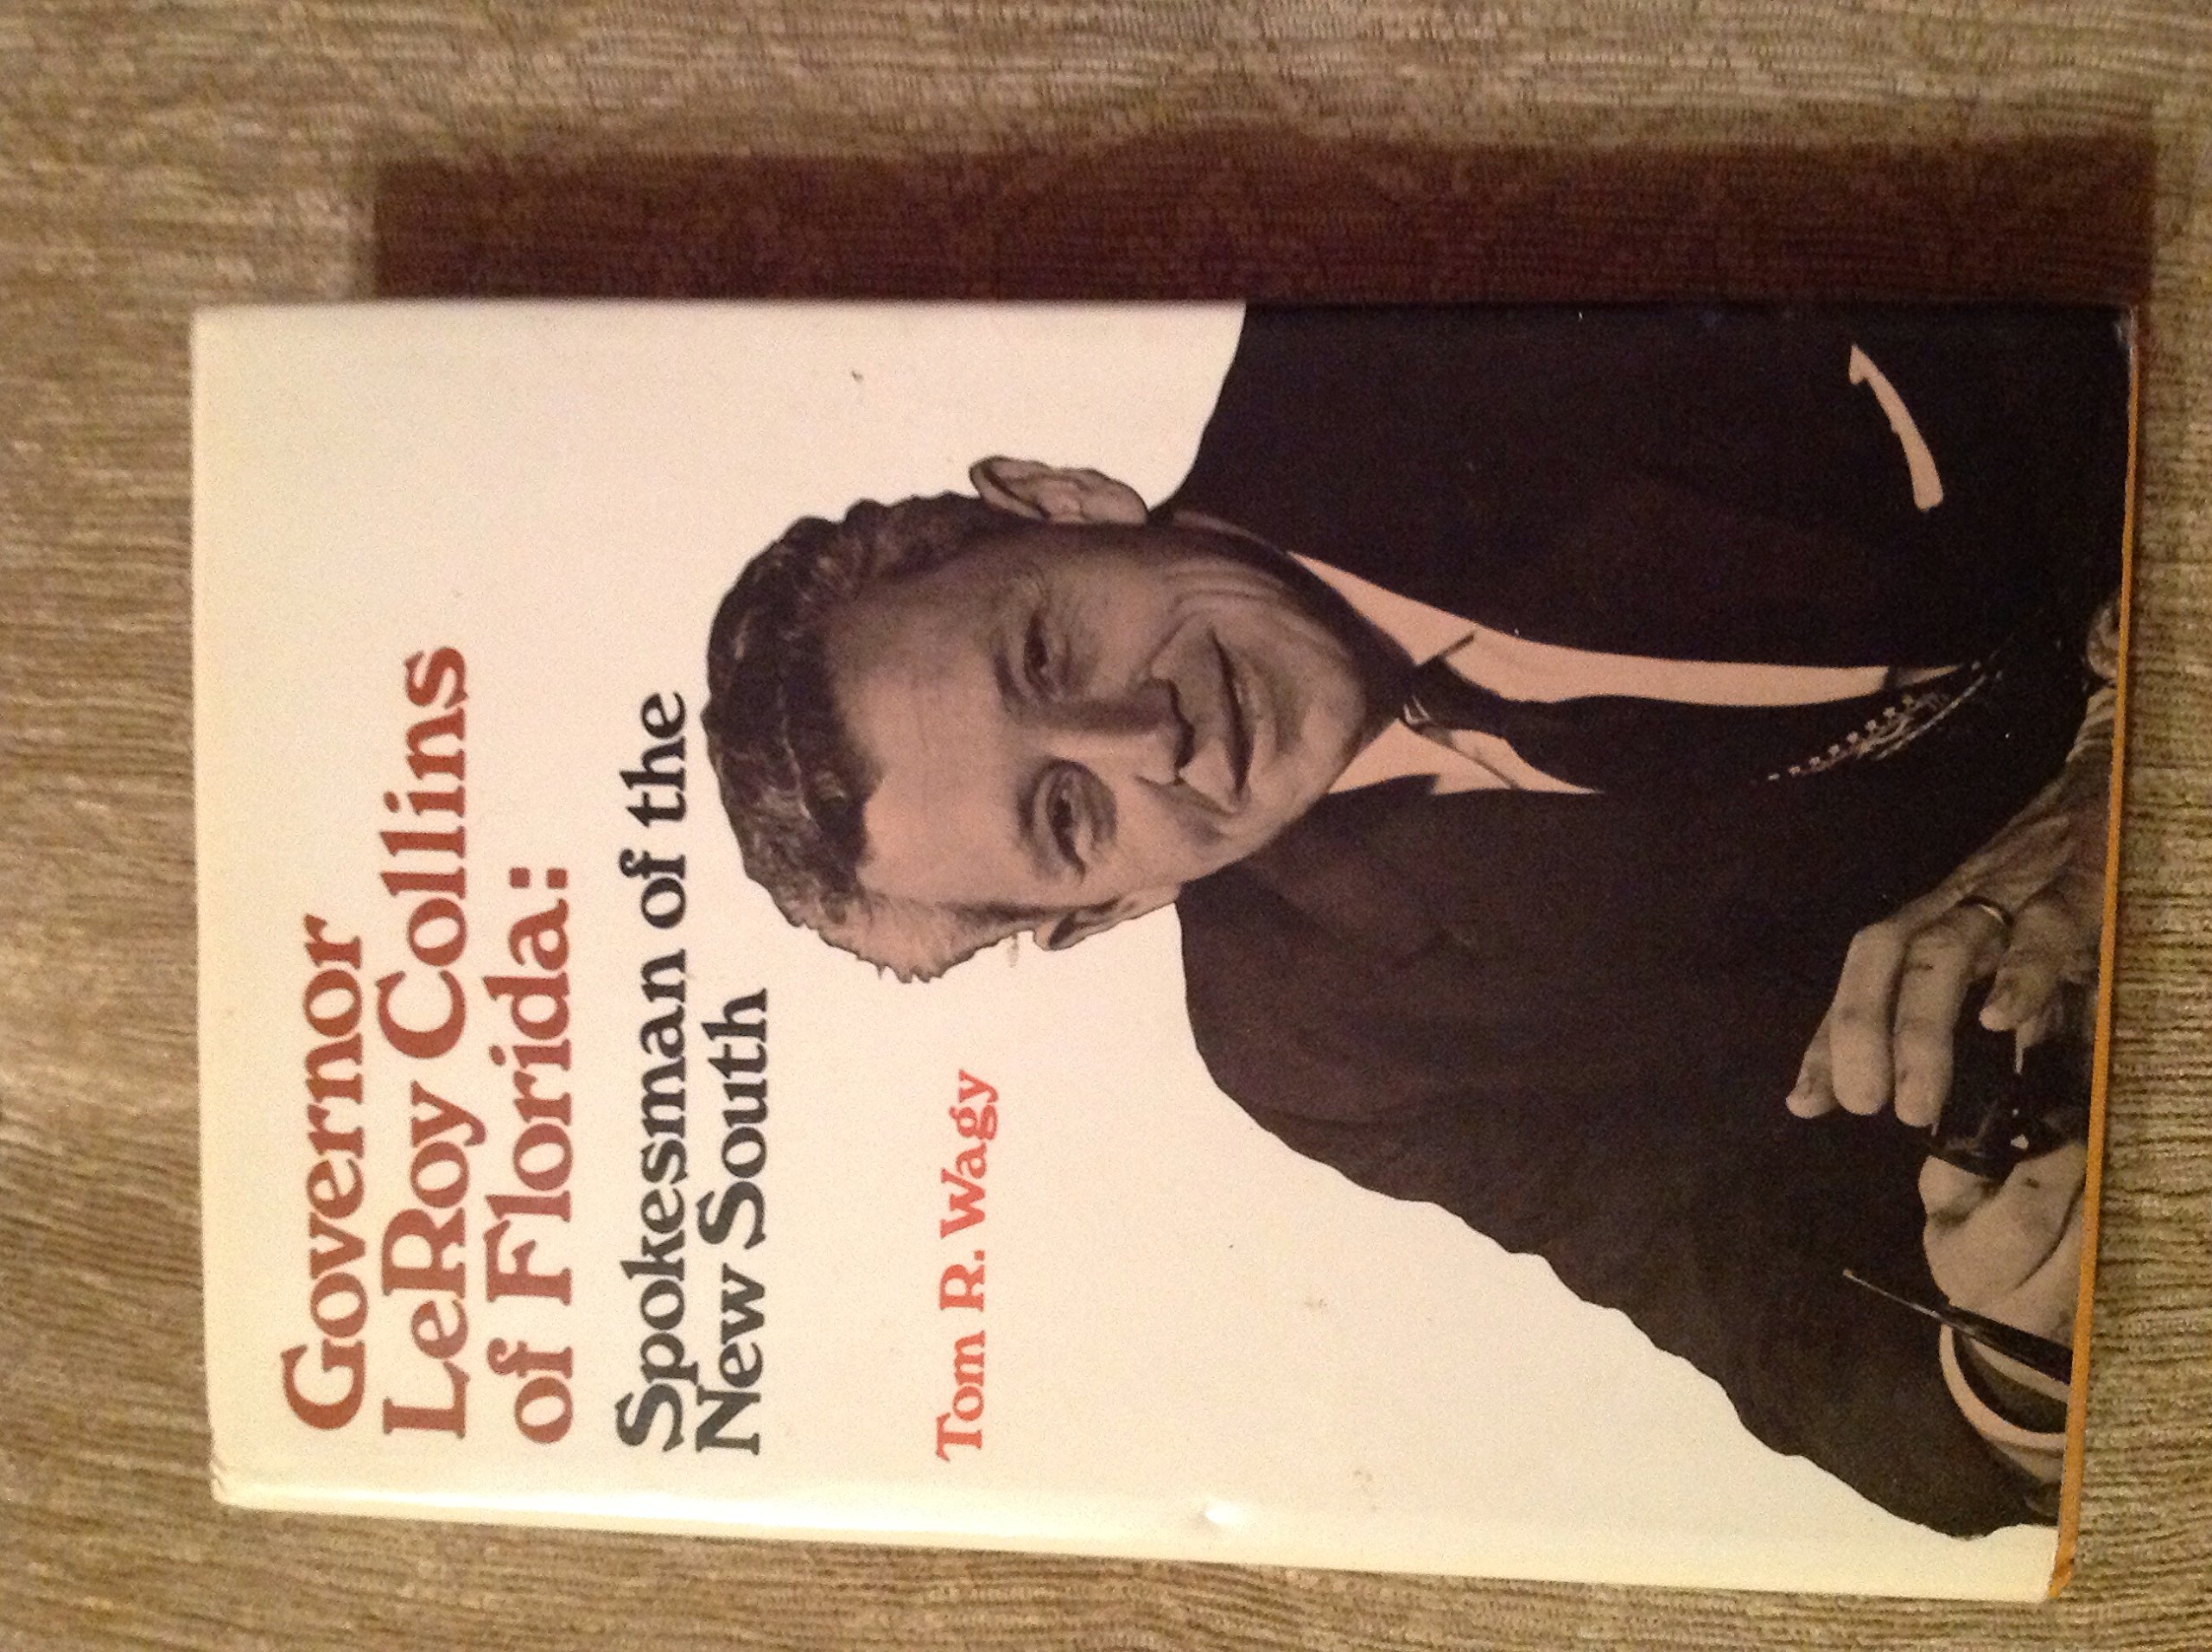 Governor
LeRoy Collins
of Florida:
Spokesman of the
New South
Tom R. Wagy